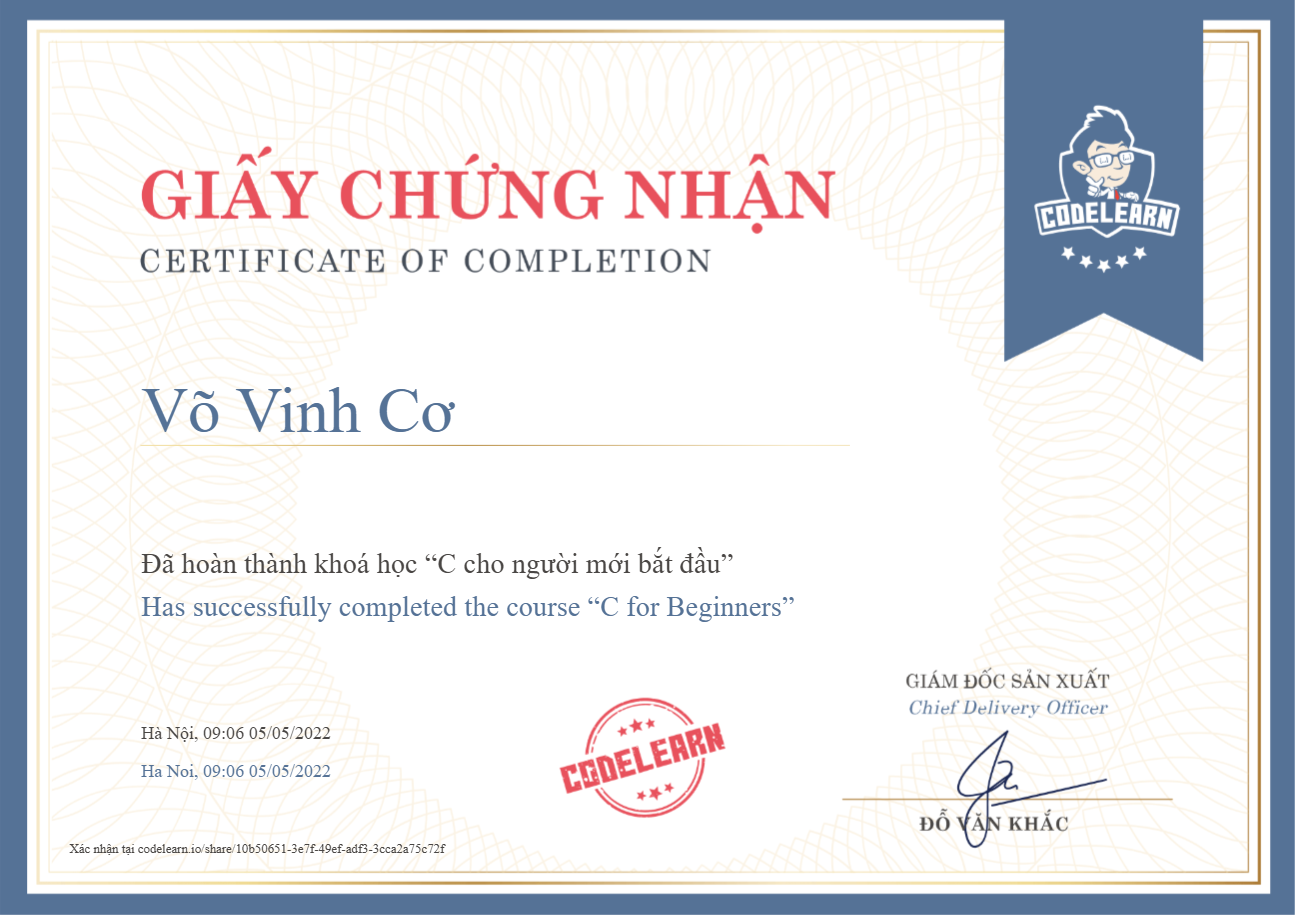 CODELEARN
GIẤY CHỨNG NHẬN
CERTIFICATE OF COMPLETION
Võ Vinh Cơ
Đã hoàn thành khoá học “C cho người mới bắt đầu”
Has successfully completed the course “C for Beginners”
GIÁM ĐỐC SẢN XUẤT
Chief Delivery Officer
Hà Nội, 09:06 05/05/2022
Ha Noi, 09:06 05/05/2022
CODELEARN
ĐỖ VĂN KHẮC
Xác nhận tại codelearn.io/share/10b50651-3e7f-49ef-adf3-3cca2a75c72f